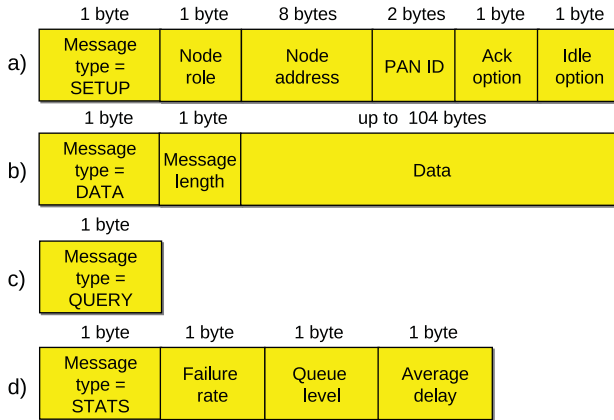 1 byte 1 byte 8 bytes 2 bytes 1 byte 1 byte
a) Message type = SETUP Node role Node address PAN ID Ack option Idle option
1 byte 1 byte up to 104 bytes
b) Message type = DATA Message length Data
1 byte
c) Message type = QUERY
1 byte 1 byte 1 byte 1 byte
d) Message type = STATS Failure rate Queue level Average delay